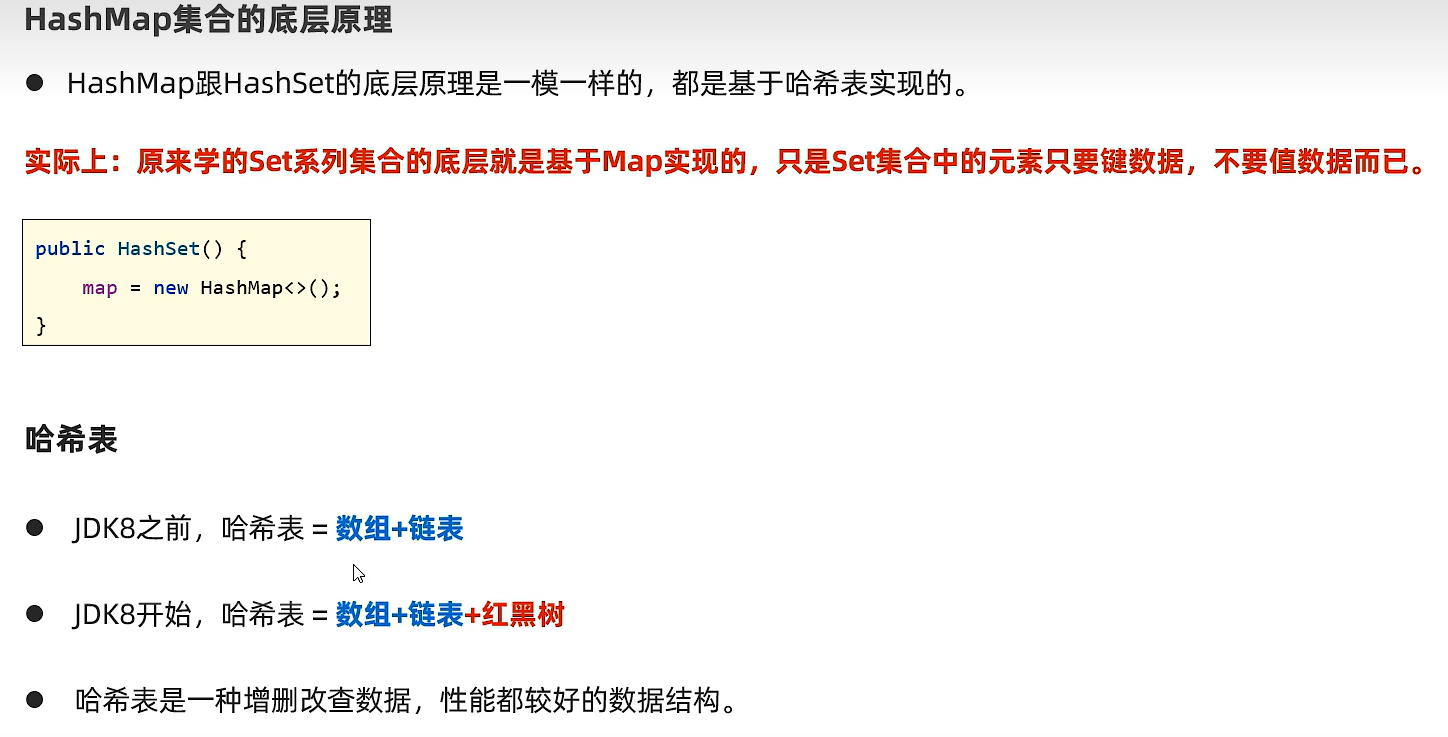 HashMap集合的底层原理
● HashMap跟HashSet的底层原理是一模一样的，都是基于哈希表实现的。
实际上：原来学的Set系列集合的底层就是基于Map实现的，只是Set集合中的元素只要键数据，不要值数据而已。
public HashSet() {
    map = new HashMap<>();
}
哈希表
● JDK8之前，哈希表 = 数组+链表
● JDK8开始，哈希表 = 数组+链表+红黑树
● 哈希表是一种增删改查数据，性能都较好的数据结构。